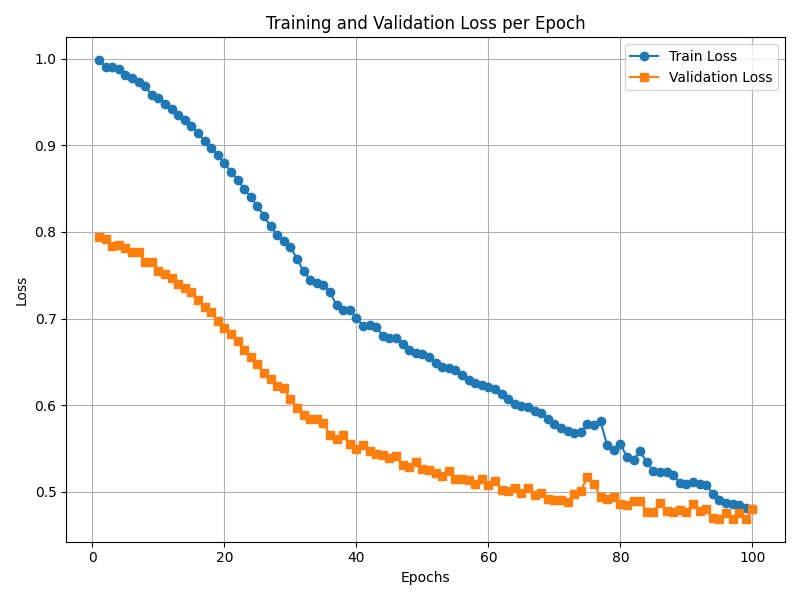 Training and Validation Loss per Epoch
Train Loss
Validation Loss
1.0
0.9
0.8
0.7
0.6
0.5
Loss
0 20 40 60 80 100
Epochs